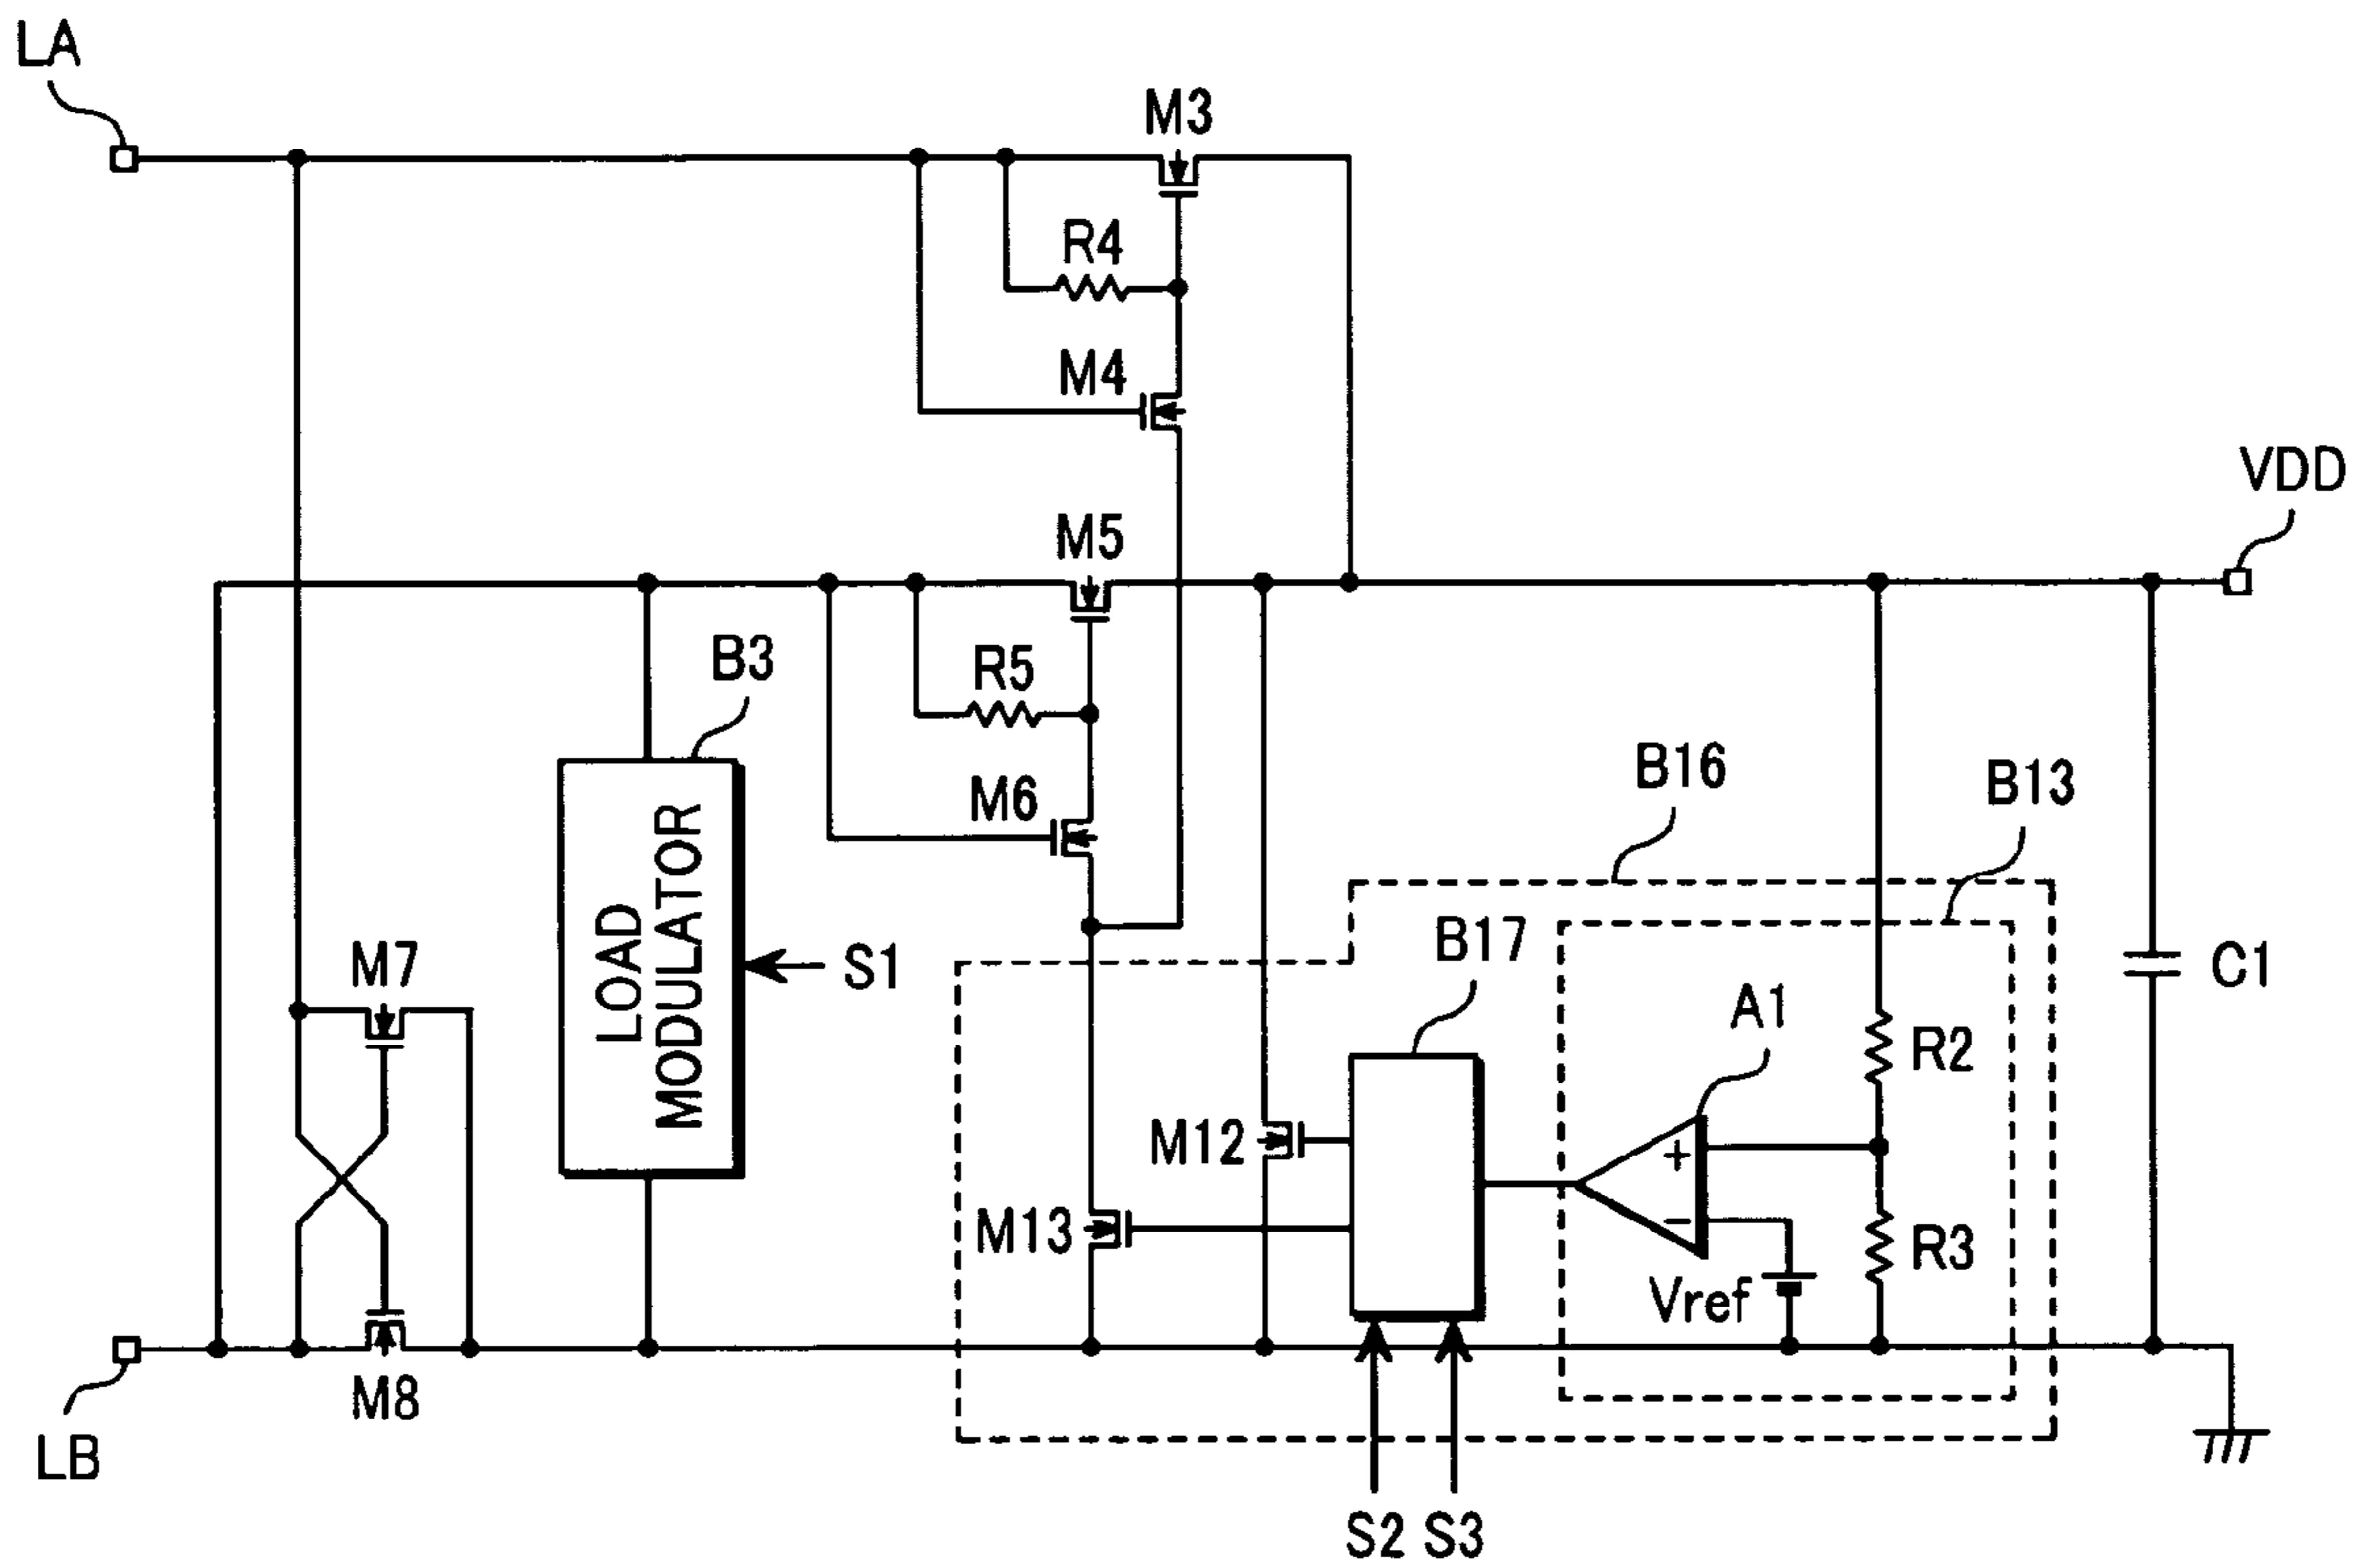 LA
M3
R4
M4
VDD
M5
B3
R5
B16
B13
M6
LOAD
MODULATOR
B17
M7
S1
C1
A1
R2
M12
+
M13
−
R3
Vref
M8
LB
S2
S3